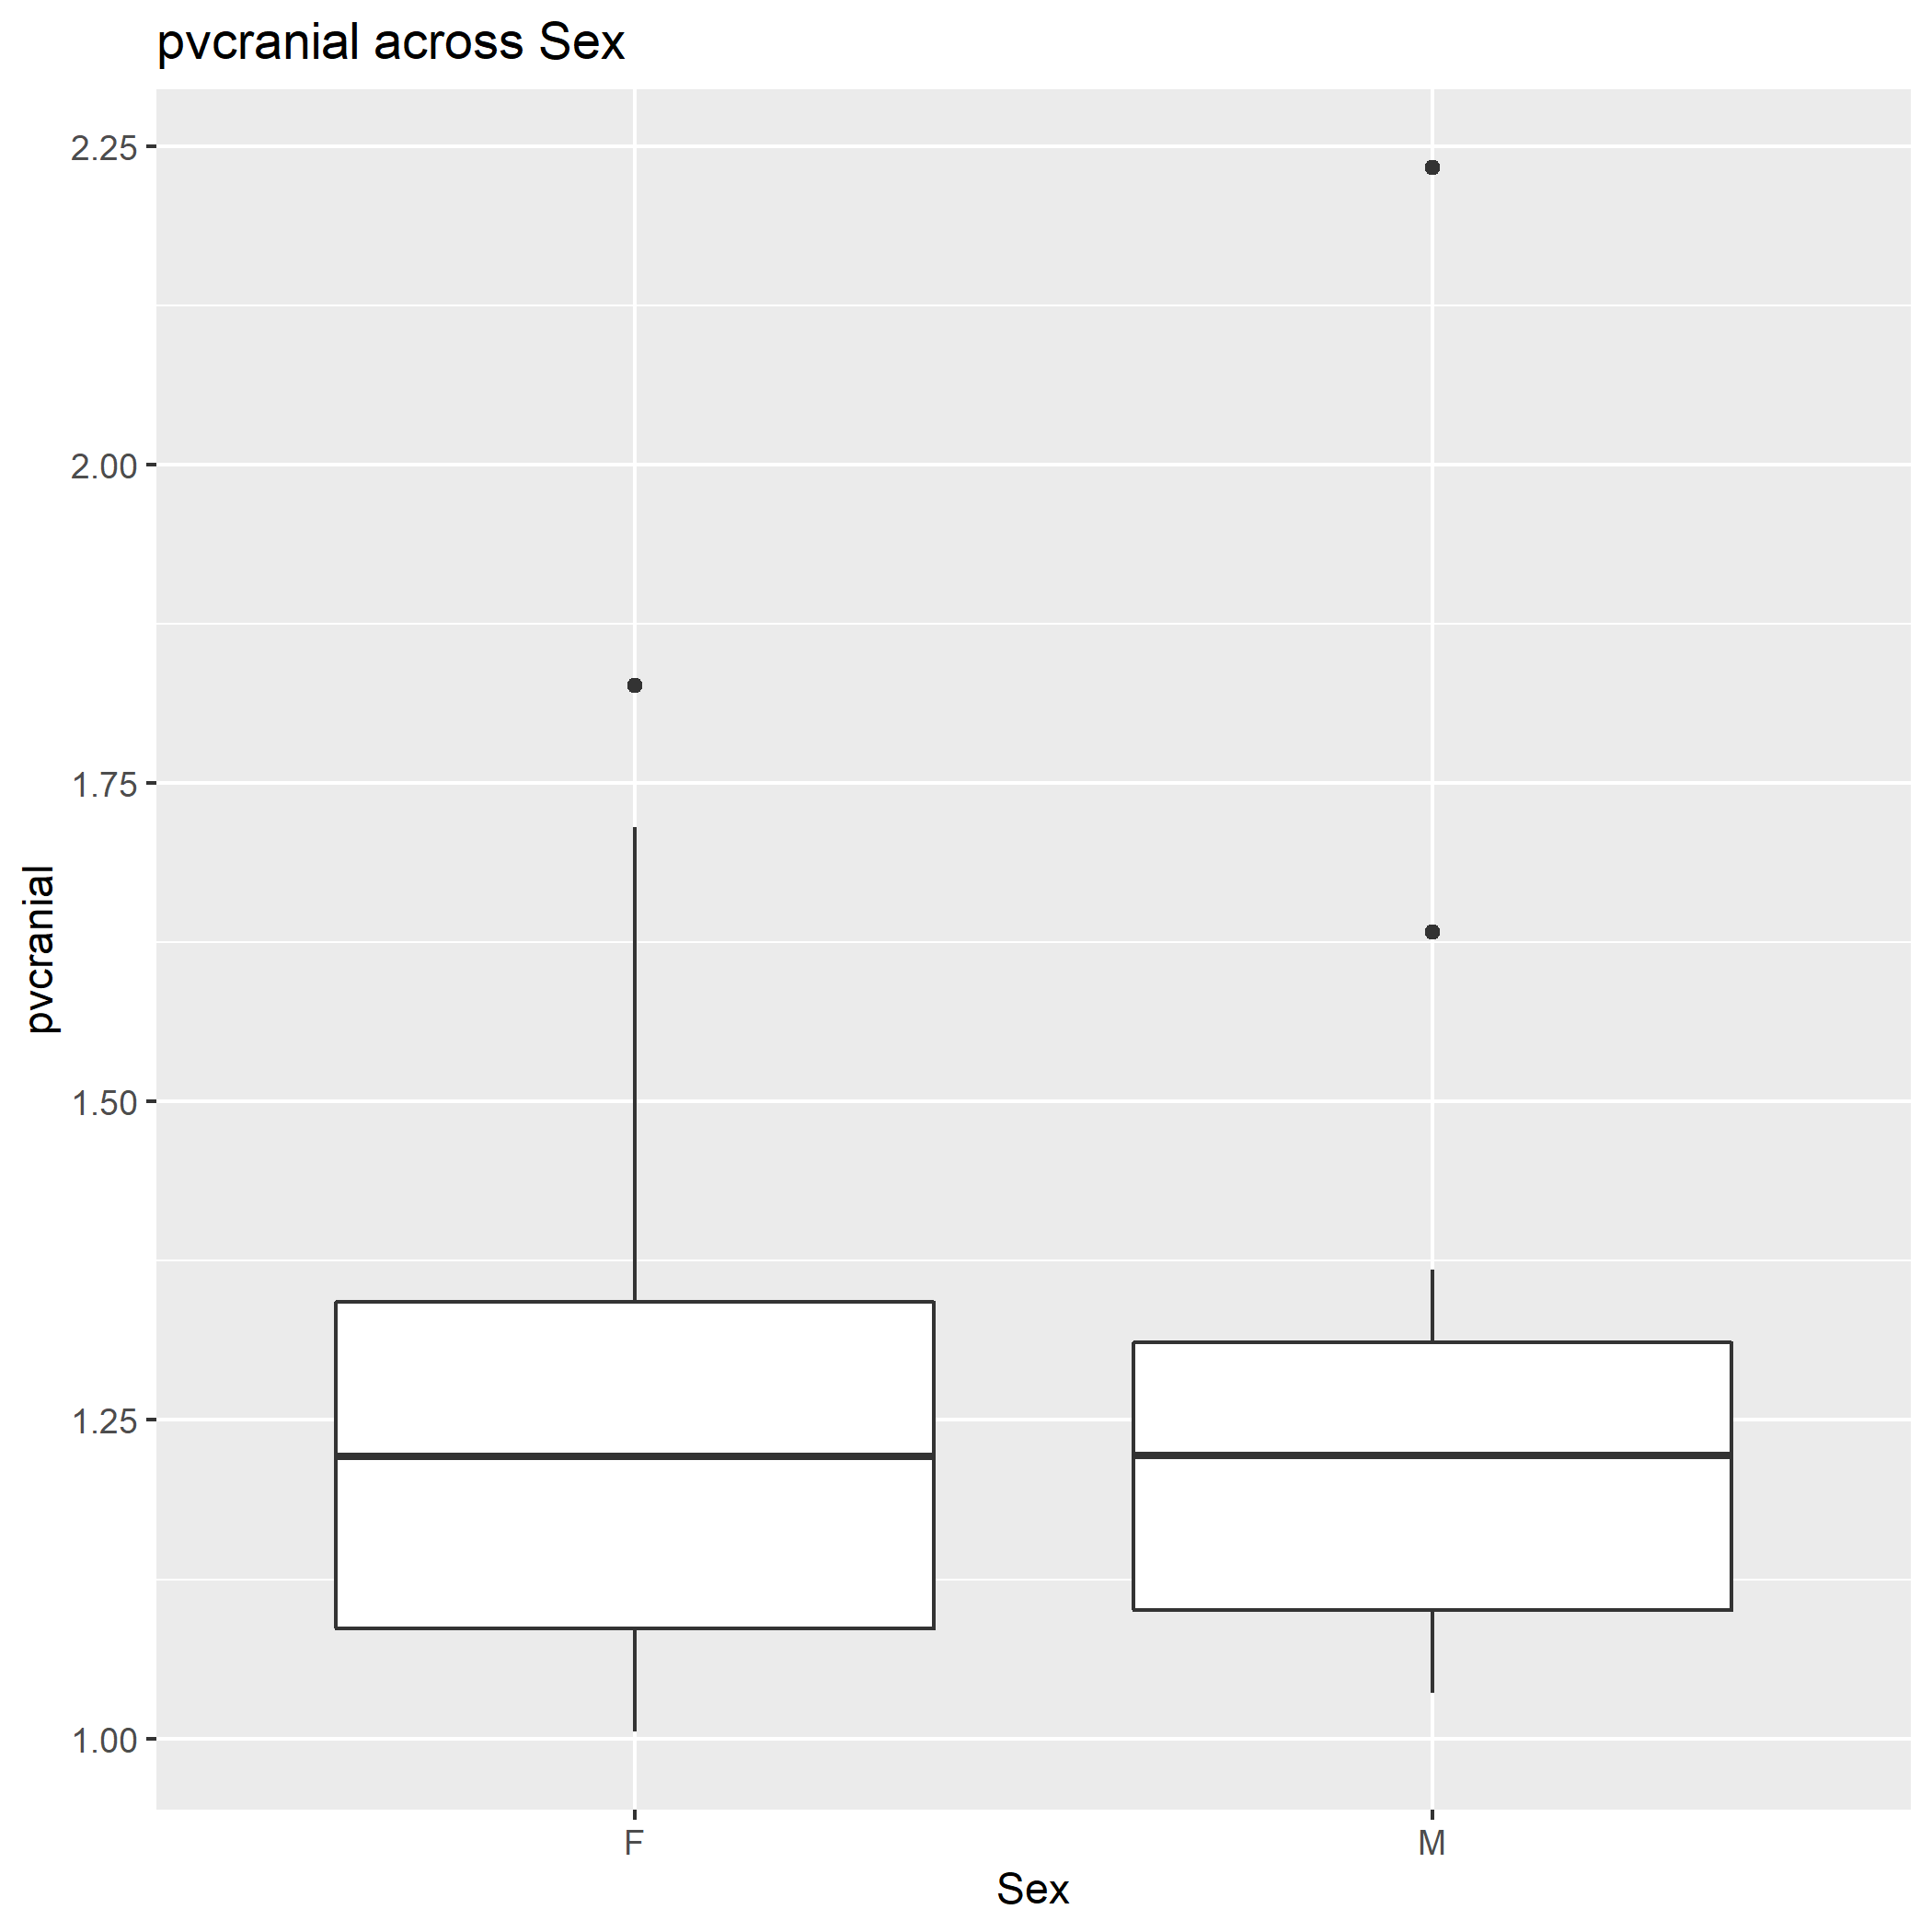 pvcranial across Sex
2.25
2.00
1.75
1.50
1.25
1.00
pvcranial
F
M
Sex